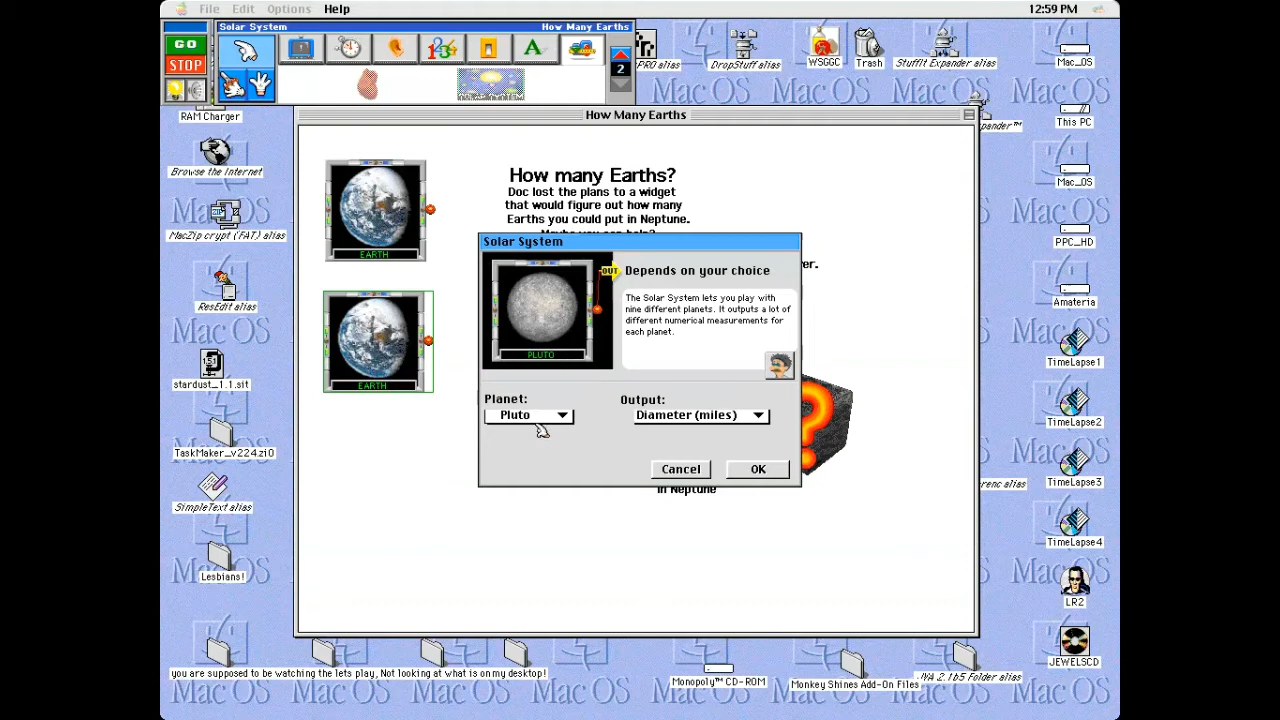 File Edit Options Help
12:59 PM
Solar System
How Many Earths
GO
STOP
2
PRO alias
DropStuff alias
WSGGC
Trash
StuffIt Expander alias
Mac_OS
RAM Charger
How Many Earths
This PC
Browse the Internet
How many Earths?
Doc lost the plans to a widget
that would figure out how many
Earths you could put in Neptune.
Mac_OS
MacZip crypt ('FAT') alias
EARTH
PPC_HD
Solar System
OUT
Depends on your choice
The Solar System lets you play with
nine different planets. It outputs a lot of
different numerical measurements for
each planet.
PLUTO
Amateria
ResEdit alias
TimeLapse1
stardust_1.1.sit
EARTH
Planet:
Output:
Pluto
Diameter (miles)
TimeLapse2
TaskMaker_v224.zi0
Cancel
OK
in Neptune
TimeLapse3
SimpleText alias
TimeLapse4
Lesbians!
LR2
JEWELSCD
you are supposed to be watching the lets play, Not looking at what is on my desktop!
Monopoly™ CD-ROM
Monkey Shines Add-On Files
Mac OS